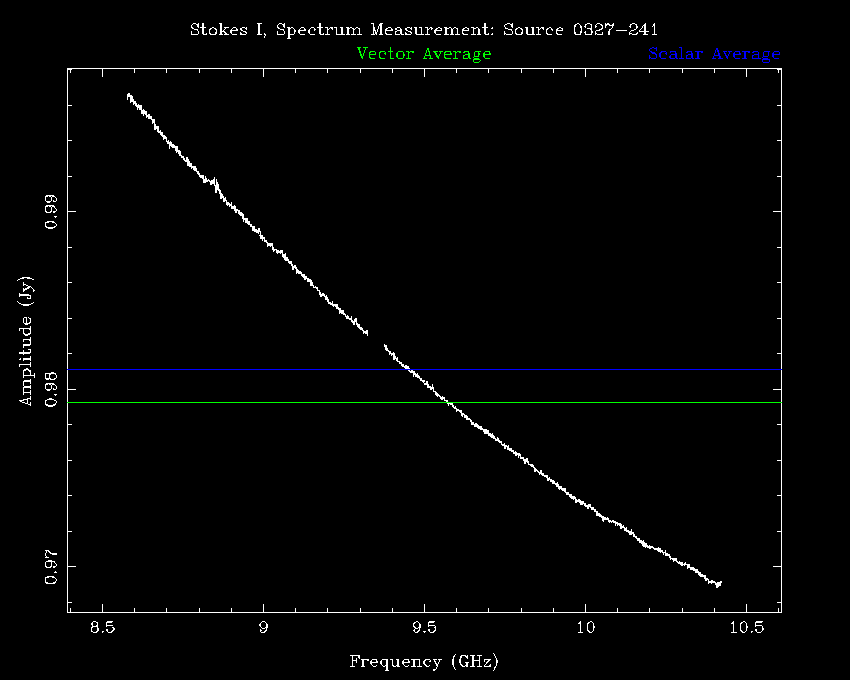 Stokes I, Spectrum Measurement: Source 0327-241
Vector Average Scalar Average
0.99
0.98
0.97
Amplitude (Jy)
8.5 9 9.5 10 10.5
Frequency (GHz)